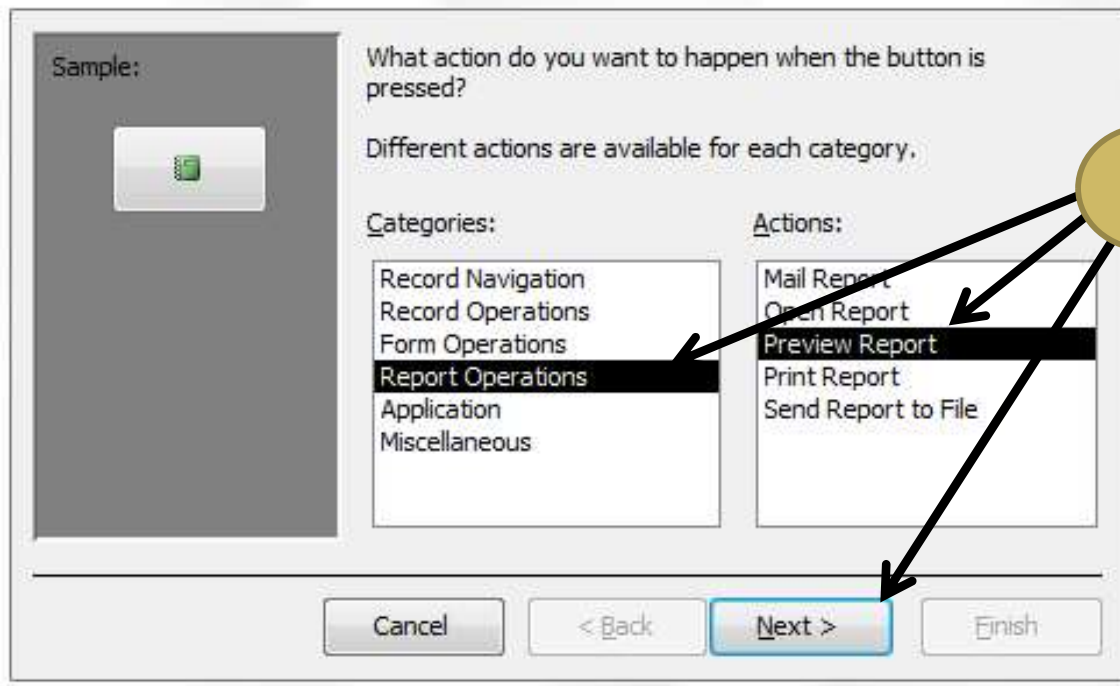 Sample:
What action do you want to happen when the button is
pressed?
Different actions are available for each category.
Categories:
Record Navigation
Record Operations
Form Operations
Report Operations
Application
Miscellaneous
Actions:
Mail Report
Open Report
Preview Report
Print Report
Send Report to File
Cancel
< Back
Next >
Finish